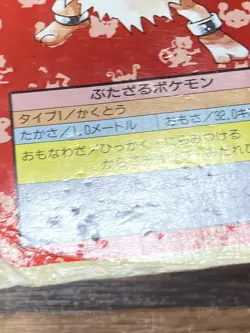 ぶたざるポケモン
タイプ1/かくとう
たかさ/1.0メートル おもさ/32.0キ
おもなわざ/ひっかく にらみつける